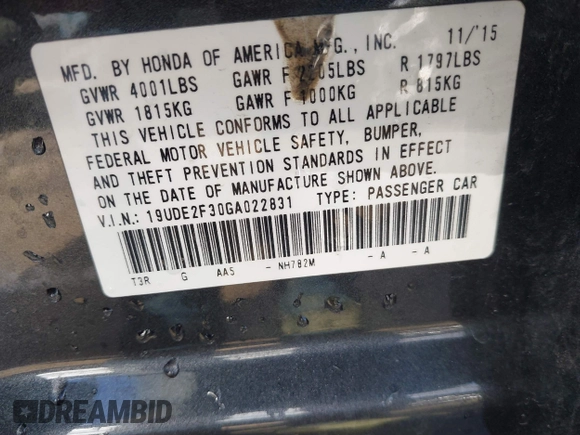 MFD. BY HONDA OF AMERICA MFG., INC. 11/'15
GVWR 4001LBS GAWR F 2205LBS R 1797LBS
GVWR 1815KG GAWR F 1000KG R 815KG
THIS VEHICLE CONFORMS TO ALL APPLICABLE
FEDERAL MOTOR VEHICLE SAFETY, BUMPER,
AND THEFT PREVENTION STANDARDS IN EFFECT
ON THE DATE OF MANUFACTURE SHOWN ABOVE.
V.I.N.: 19UDE2F30GA022831 TYPE: PASSENGER CAR
T3R G AA5 - NH782M - A - A
DREAMBID